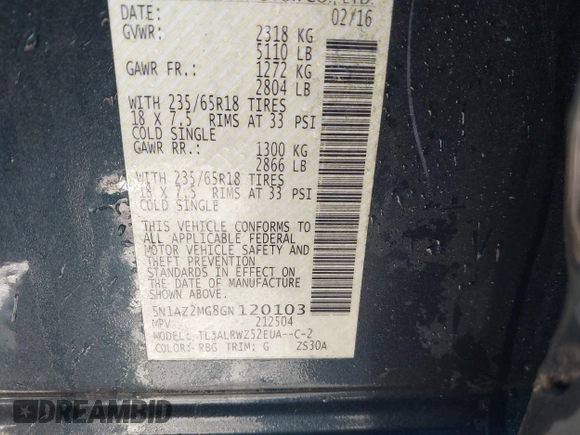 CO., LTD.
DATE: 02/16
GVWR: 2318 KG
5110 LB
GAWR FR.: 1272 KG
2804 LB
WITH 235/65R18 TIRES
18 X 7.5 RIMS AT 33 PSI
COLD SINGLE
GAWR RR.: 1300 KG
2866 LB
WITH 235/65R18 TIRES
18 X 7.5 RIMS AT 33 PSI
COLD SINGLE
THIS VEHICLE CONFORMS TO
ALL APPLICABLE FEDERAL
MOTOR VEHICLE SAFETY AND
THEFT PREVENTION
STANDARDS IN EFFECT ON
THE DATE OF MANUFACTURE
SHOWN ABOVE.
5N1AZ2MG8GN120103
MPV 212504
MODEL: TL3ALRWZ52EUA--C-2
COLOR: RBG TRIM: G ZS30A
DREAMBID